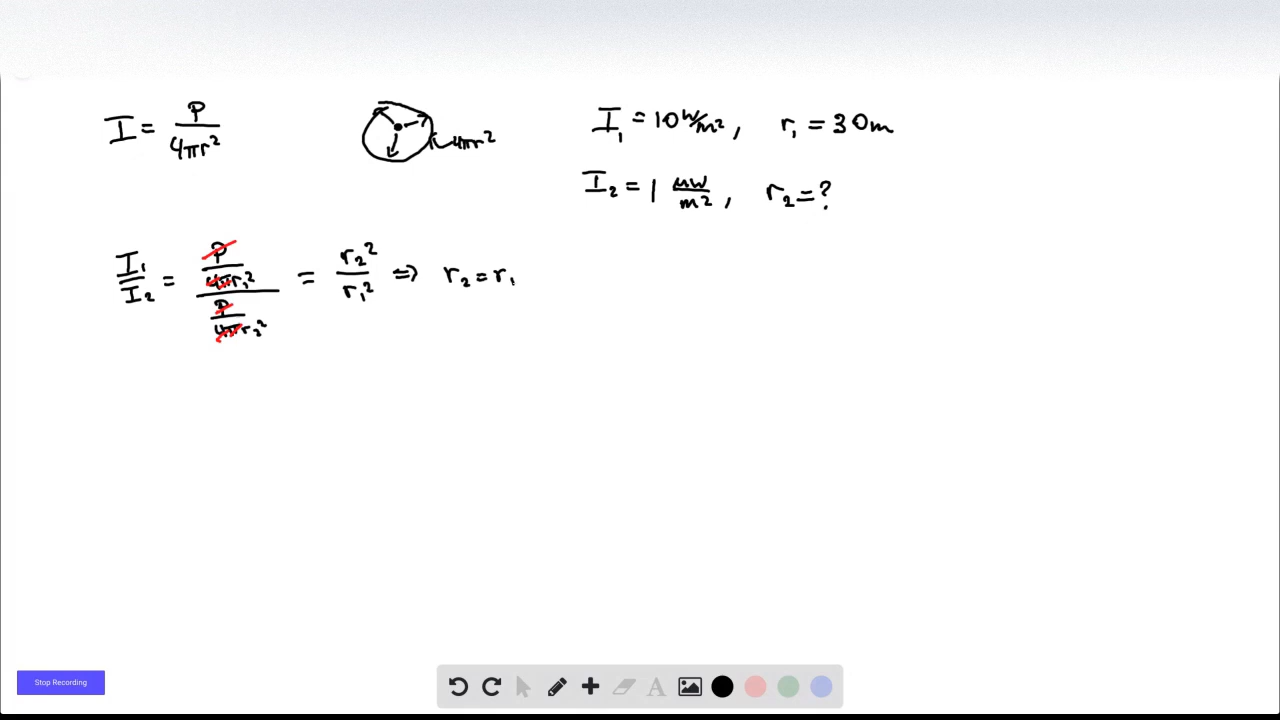 I = P / 4πr²
4πr²
I₁ = 10 W/m², r₁ = 30m
I₂ = 1 μW/m², r₂ = ?
I₁/I₂ = (P / 4πr₁²) / (P / 4πr₂²) = r₂²/r₁² ⇒ r₂ = r₁
Stop Recording
A